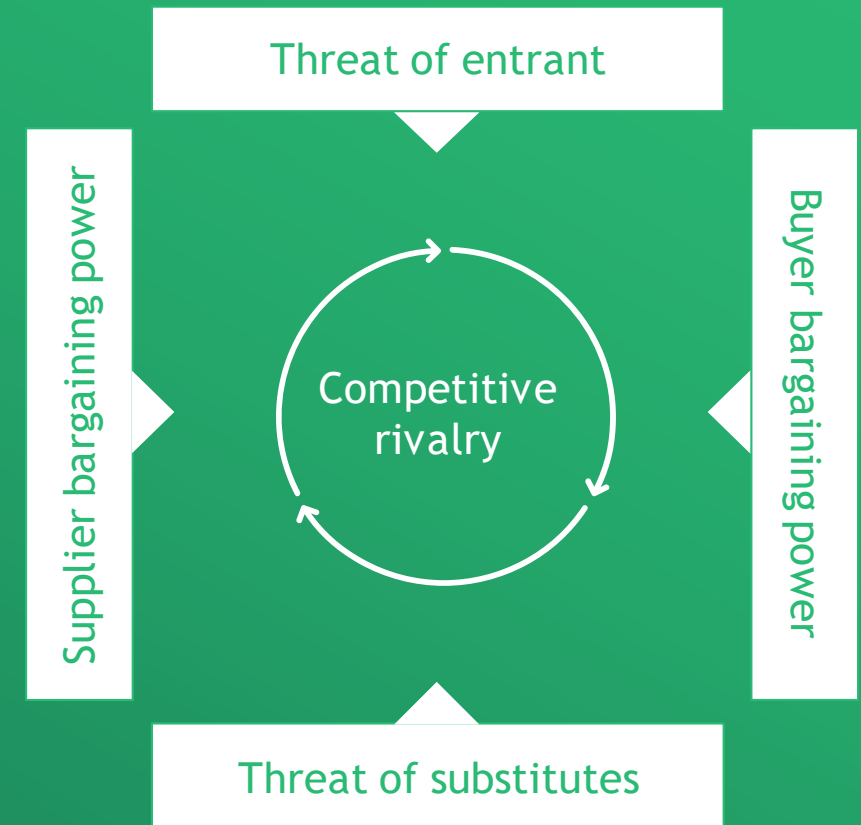 Threat of entrant
Supplier bargaining power
Competitive
rivalry
Buyer bargaining power
Threat of substitutes